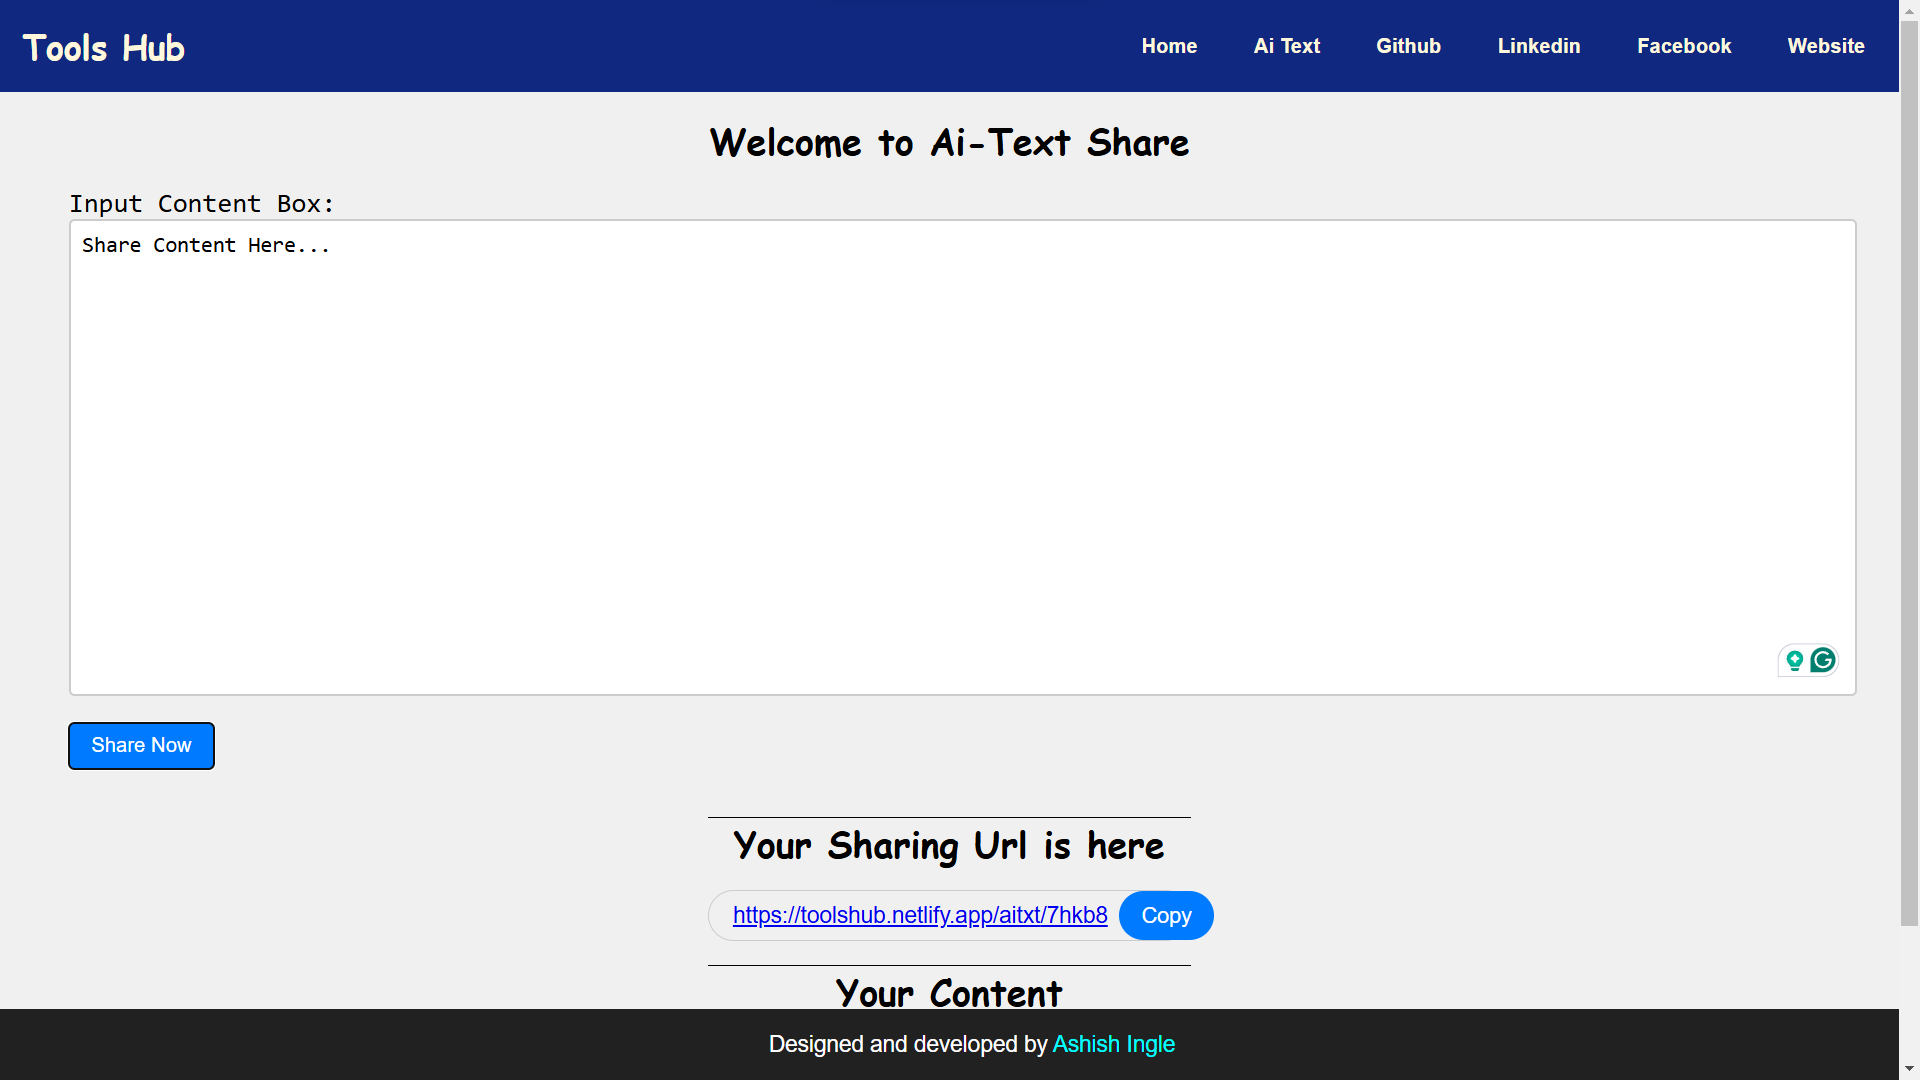 Tools Hub
Home Ai Text Github Linkedin Facebook Website
Welcome to Ai-Text Share
Input Content Box:
Share Content Here...
Share Now
Your Sharing Url is here
https://toolshub.netlify.app/aitxt/7hkb8 Copy
Your Content
Designed and developed by Ashish Ingle